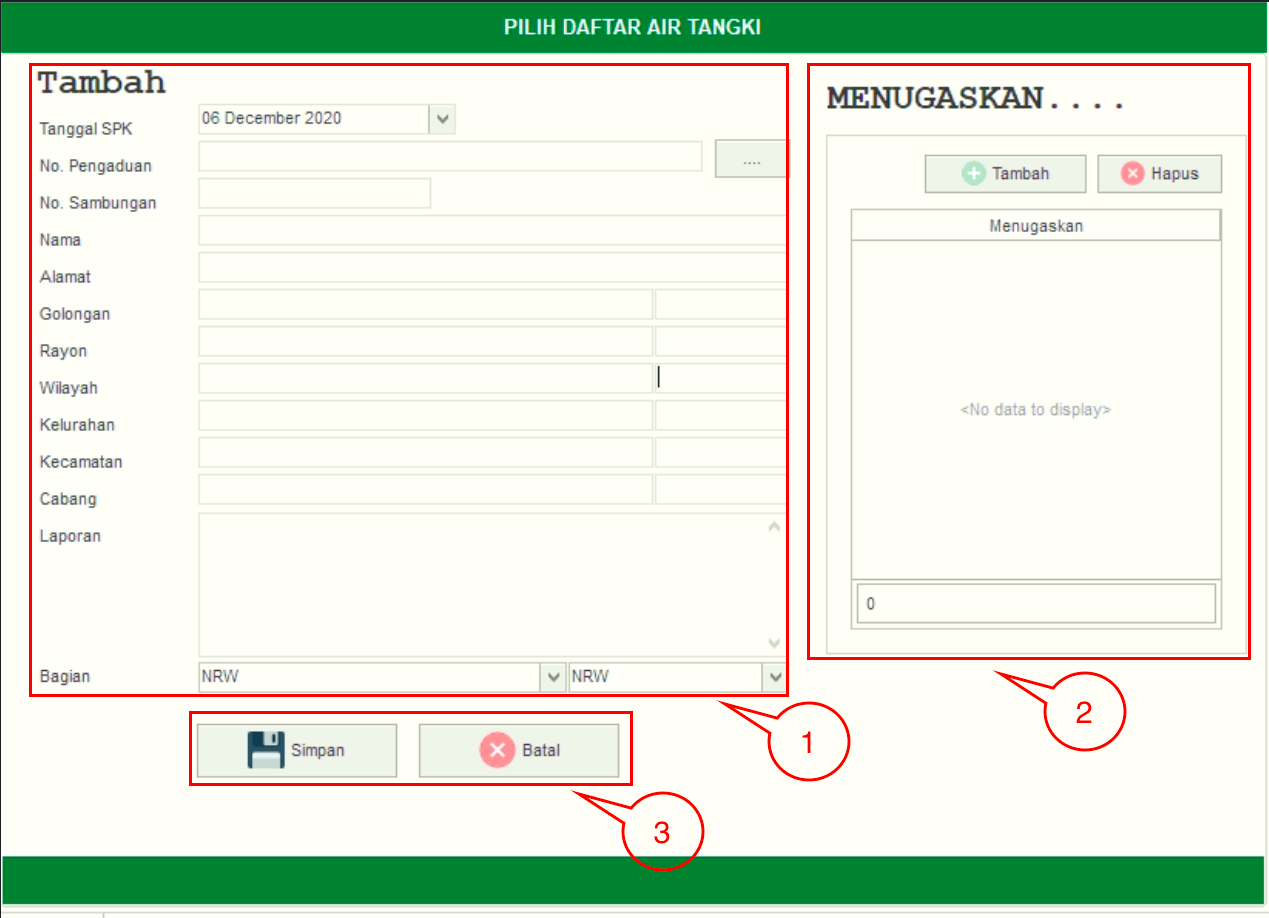 PILIH DAFTAR AIR TANGKI
Tambah
Tanggal SPK 06 December 2020
No. Pengaduan ....
No. Sambungan
Nama
Alamat
Golongan
Rayon
Wilayah
Kelurahan
Kecamatan
Cabang
Laporan
Bagian NRW NRW
1
MENUGASKAN....
Tambah Hapus
Menugaskan
<No data to display>
0
2
Simpan Batal
3